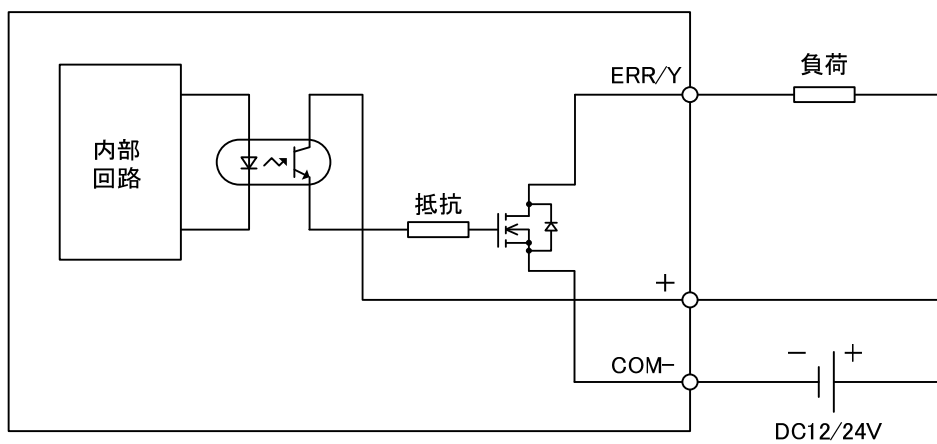 ERR/Y
負荷
内部
回路
抵抗
+
COM−
− +
DC12/24V